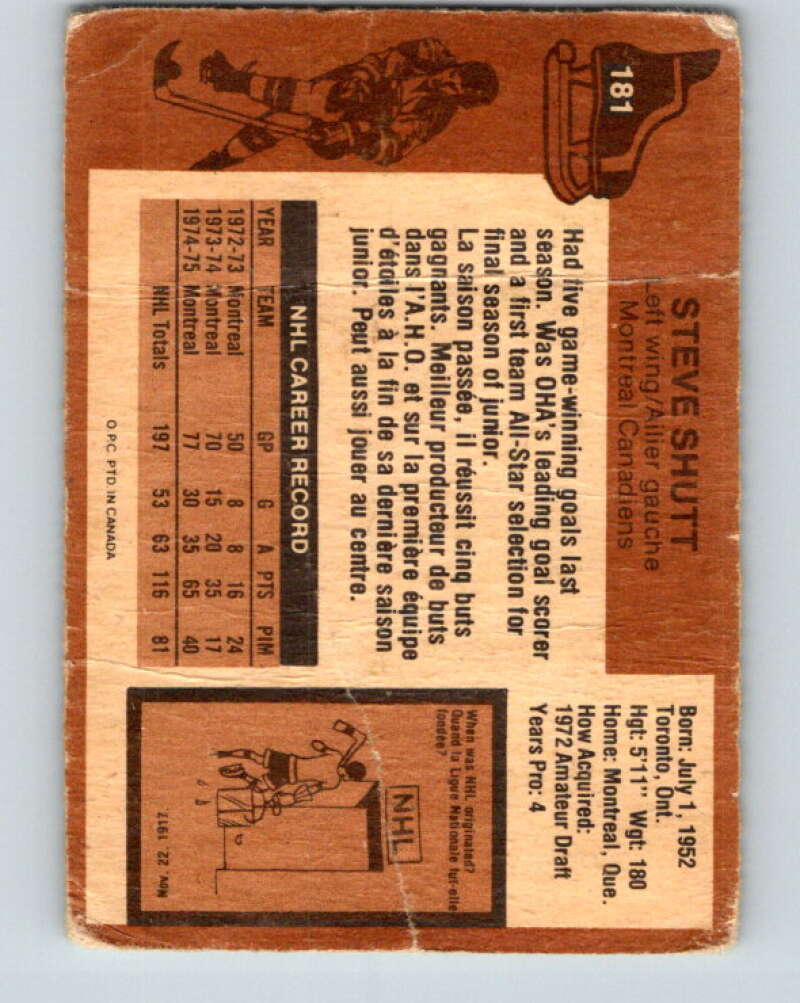 181
STEVE SHUTT
Left wing/Ailier gauche
Montreal Canadiens
Had five game-winning goals last
season. Was OHA's leading goal scorer
and a first team All-Star selection for
final season of junior.
La saison passée, il réussit cinq buts
gagnants. Meilleur producteur de buts
dans l'A.H.O. et sur la première équipe
d'étoiles à la fin de sa dernière saison
junior. Peut aussi jouer au centre.
NHL CAREER RECORD
YEAR TEAM GP G A PTS PIM
1972-73 Montreal 50 8 8 16 24
1973-74 Montreal 70 15 20 35 17
1974-75 Montreal 77 30 35 65 40
NHL Totals 197 53 63 116 81
O.P.C. PTD. IN CANADA
Born: July 1, 1952
Toronto, Ont.
Hgt: 5'11" Wgt: 180
Home: Montreal, Que.
How Acquired:
1972 Amateur Draft
Years Pro: 4
When was NHL originated?
Quand la Ligue Nationale fut-elle
fondée?
NHL
Nov. 22, 1917.